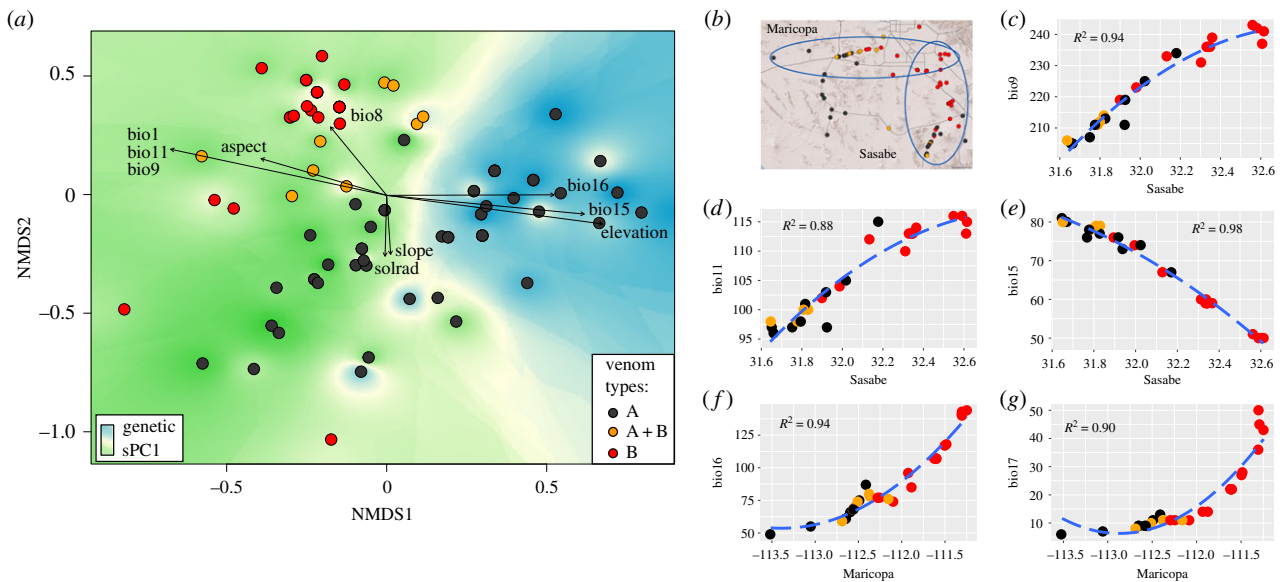 (a)
0.5
0
−0.5
−1.0
NMDS2
−0.5
0
0.5
NMDS1
bio8
bio1
bio11
bio9
aspect
bio16
bio15
elevation
slope
solrad
genetic
sPC1
venom
types:
A
A + B
B
(b)
Maricopa
Sasabe
(c)
R² = 0.94
240
230
220
210
bio9
31.6
31.8
32.0
32.2
32.4
32.6
Sasabe
(d)
R² = 0.88
115
110
105
100
95
bio11
31.6
31.8
32.0
32.2
32.4
32.6
Sasabe
(e)
R² = 0.98
80
70
60
50
bio15
31.6
31.8
32.0
32.2
32.4
32.6
Sasabe
(f)
R² = 0.94
125
100
75
50
bio16
−113.5
−113.0
−112.5
−112.0
−111.5
Maricopa
(g)
R² = 0.90
50
40
30
20
10
bio17
−113.5
−113.0
−112.5
−112.0
−111.5
Maricopa